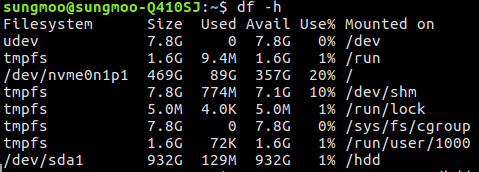 sungmoo@sungmoo-Q410SJ:~$ df -h
Filesystem Size Used Avail Use% Mounted on
udev 7.8G 0 7.8G 0% /dev
tmpfs 1.6G 9.4M 1.6G 1% /run
/dev/nvme0n1p1 469G 89G 357G 20% /
tmpfs 7.8G 774M 7.1G 10% /dev/shm
tmpfs 5.0M 4.0K 5.0M 1% /run/lock
tmpfs 7.8G 0 7.8G 0% /sys/fs/cgroup
tmpfs 1.6G 72K 1.6G 1% /run/user/1000
/dev/sda1 932G 129M 932G 1% /hdd